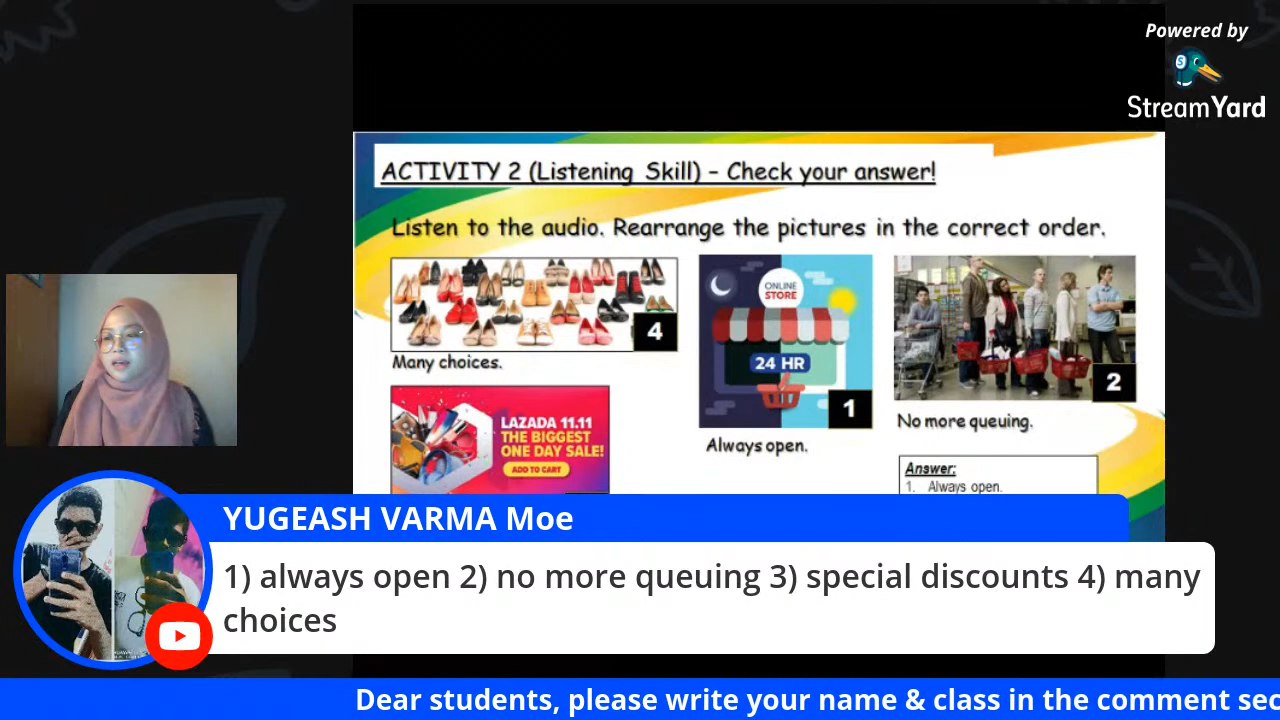 Powered by
StreamYard
ACTIVITY 2 (Listening Skill) – Check your answer!
Listen to the audio. Rearrange the pictures in the correct order.
4
Many choices.
ONLINE
STORE
24 HR
1
Always open.
2
No more queuing.
LAZADA 11.11
THE BIGGEST
ONE DAY SALE!
ADD TO CART
Answer:
1. Always open.
YUGEASH VARMA Moe
1) always open 2) no more queuing 3) special discounts 4) many
choices
Dear students, please write your name & class in the comment sec